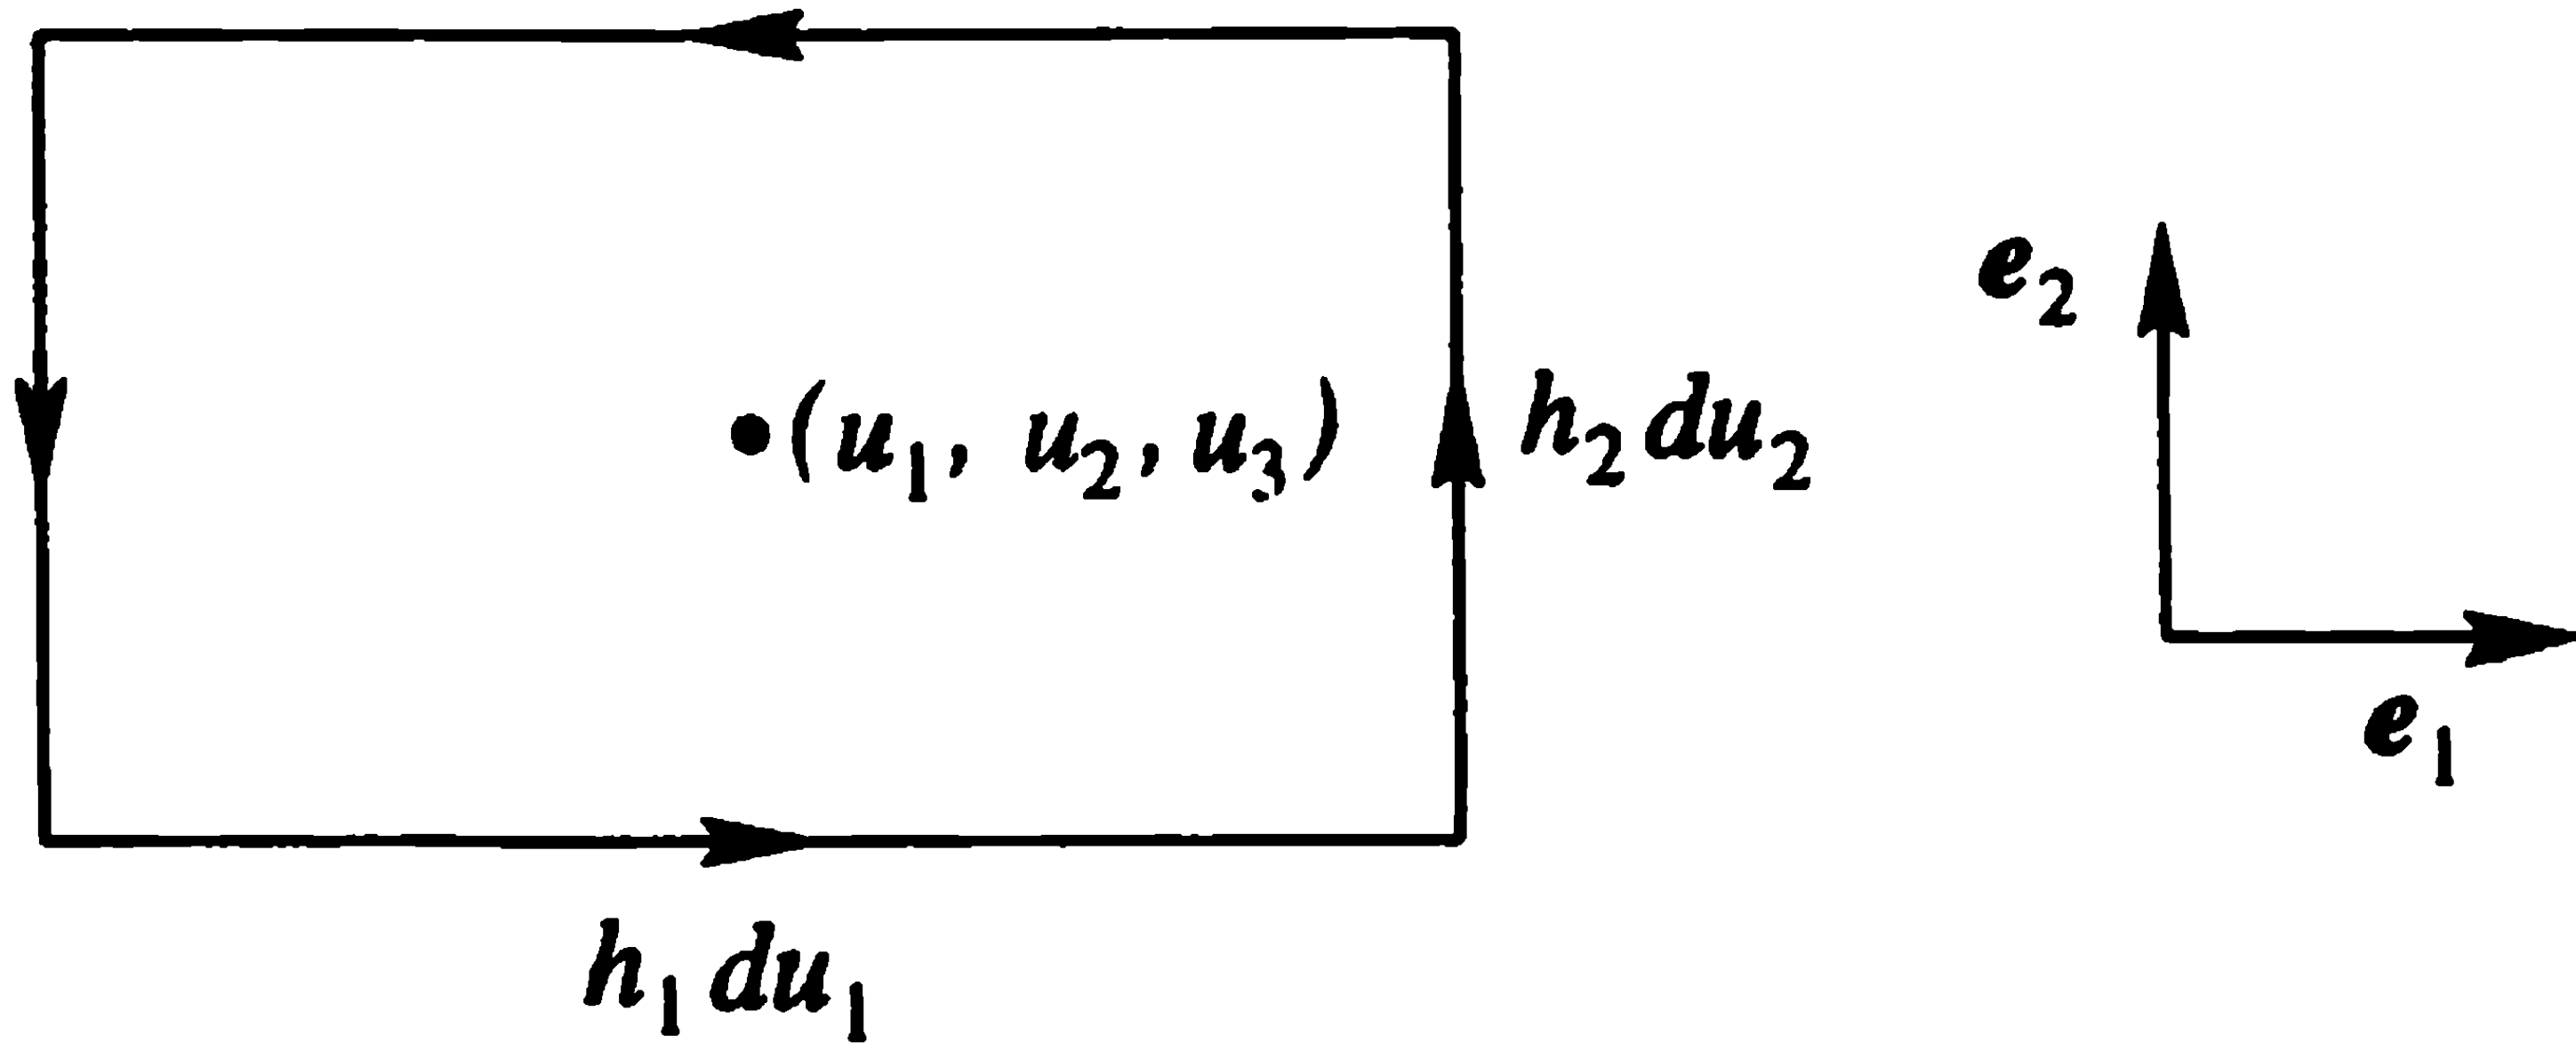 e₂
(u₁, u₂, u₃)
h₂du₂
e₁
h₁du₁